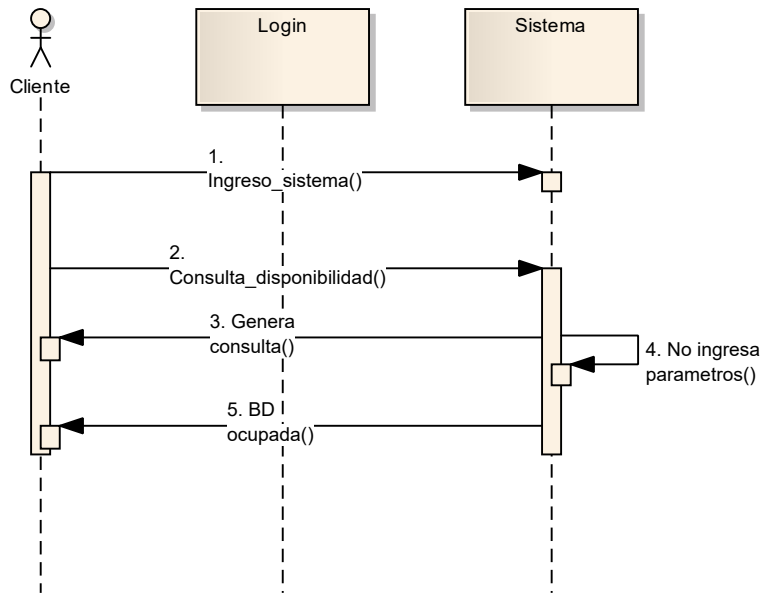 Cliente
Login
Sistema
1.
Ingreso_sistema()
2.
Consulta_disponibilidad()
3. Genera
consulta()
4. No ingresa
parametros()
5. BD
ocupada()